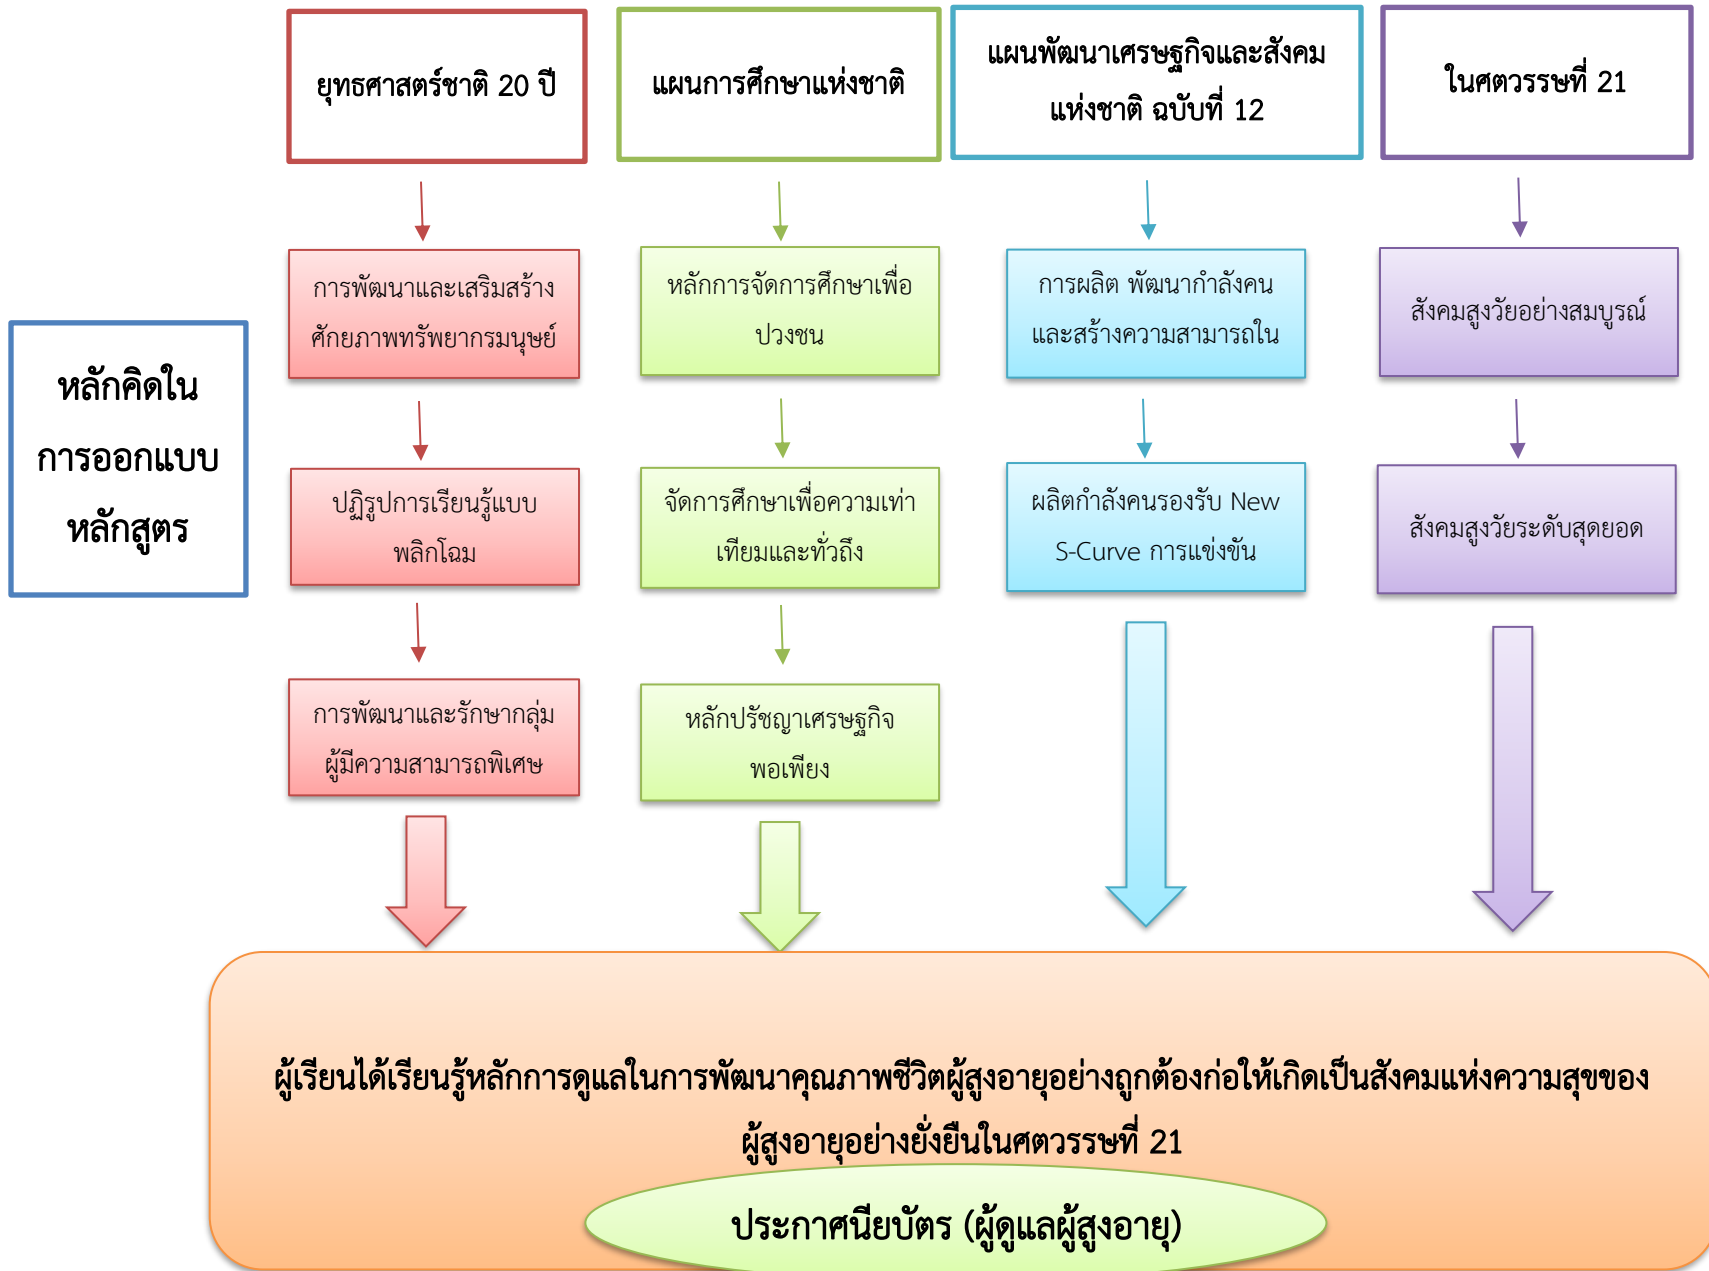 ยุทธศาสตร์ชาติ 20 ปี
แผนการศึกษาแห่งชาติ
แผนพัฒนาเศรษฐกิจและสังคม
แห่งชาติ ฉบับที่ 12
ในศตวรรษที่ 21
หลักคิดใน
การออกแบบ
หลักสูตร
การพัฒนาและเสริมสร้าง
ศักยภาพทรัพยากรมนุษย์
หลักการจัดการศึกษาเพื่อ
ปวงชน
การผลิต พัฒนากำลังคน
และสร้างความสามารถใน
สังคมสูงวัยอย่างสมบูรณ์
ปฏิรูปการเรียนรู้แบบ
พลิกโฉม
จัดการศึกษาเพื่อความเท่า
เทียมและทั่วถึง
ผลิตกำลังคนรองรับ New
S-Curve การแข่งขัน
สังคมสูงวัยระดับสุดยอด
การพัฒนาและรักษากลุ่ม
ผู้มีความสามารถพิเศษ
หลักปรัชญาเศรษฐกิจ
พอเพียง
ผู้เรียนได้เรียนรู้หลักการดูแลในการพัฒนาคุณภาพชีวิตผู้สูงอายุอย่างถูกต้องก่อให้เกิดเป็นสังคมแห่งความสุขของ
ผู้สูงอายุอย่างยั่งยืนในศตวรรษที่ 21
ประกาศนียบัตร (ผู้ดูแลผู้สูงอายุ)